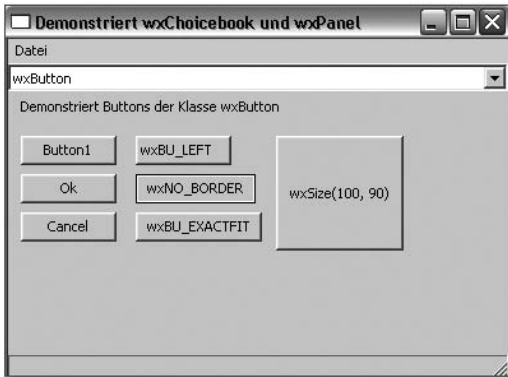 Demonstriert wxChoicebook und wxPanel
Datei
wxButton
Demonstriert Buttons der Klasse wxButton
Button1
wxBU_LEFT
Ok
wxNO_BORDER
wxSize(100, 90)
Cancel
wxBU_EXACTFIT